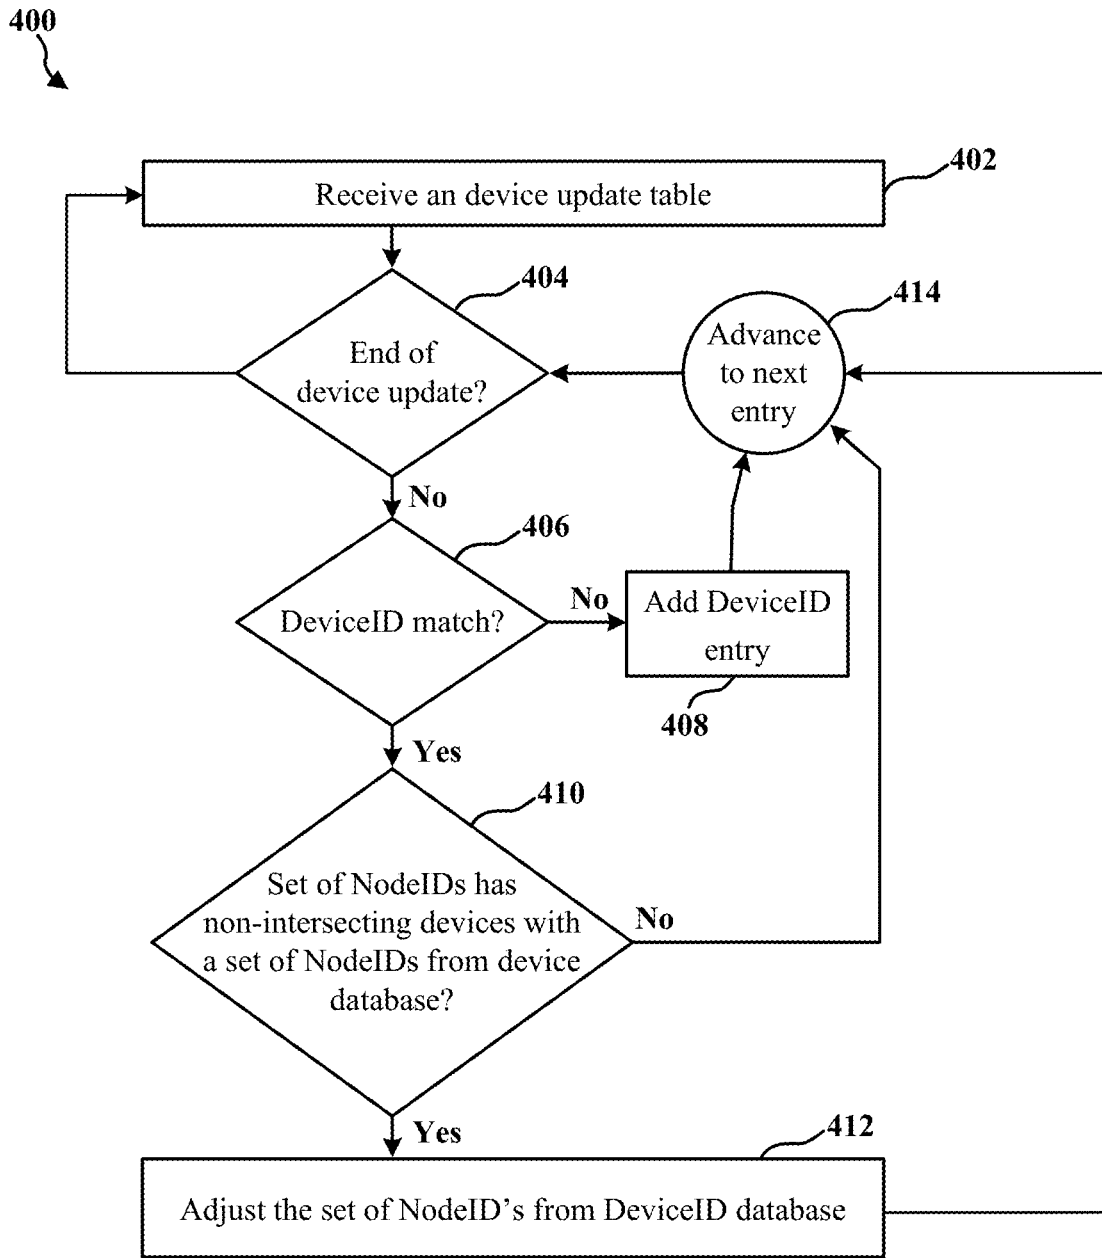 400
402
Receive an device update table
404
414
End of
device update?
Advance
to next
entry
No
406
DeviceID match?
No
Add DeviceID
entry
408
Yes
410
Set of NodeIDs has
non-intersecting devices with
a set of NodeIDs from device
database?
No
Yes
412
Adjust the set of NodeID’s from DeviceID database